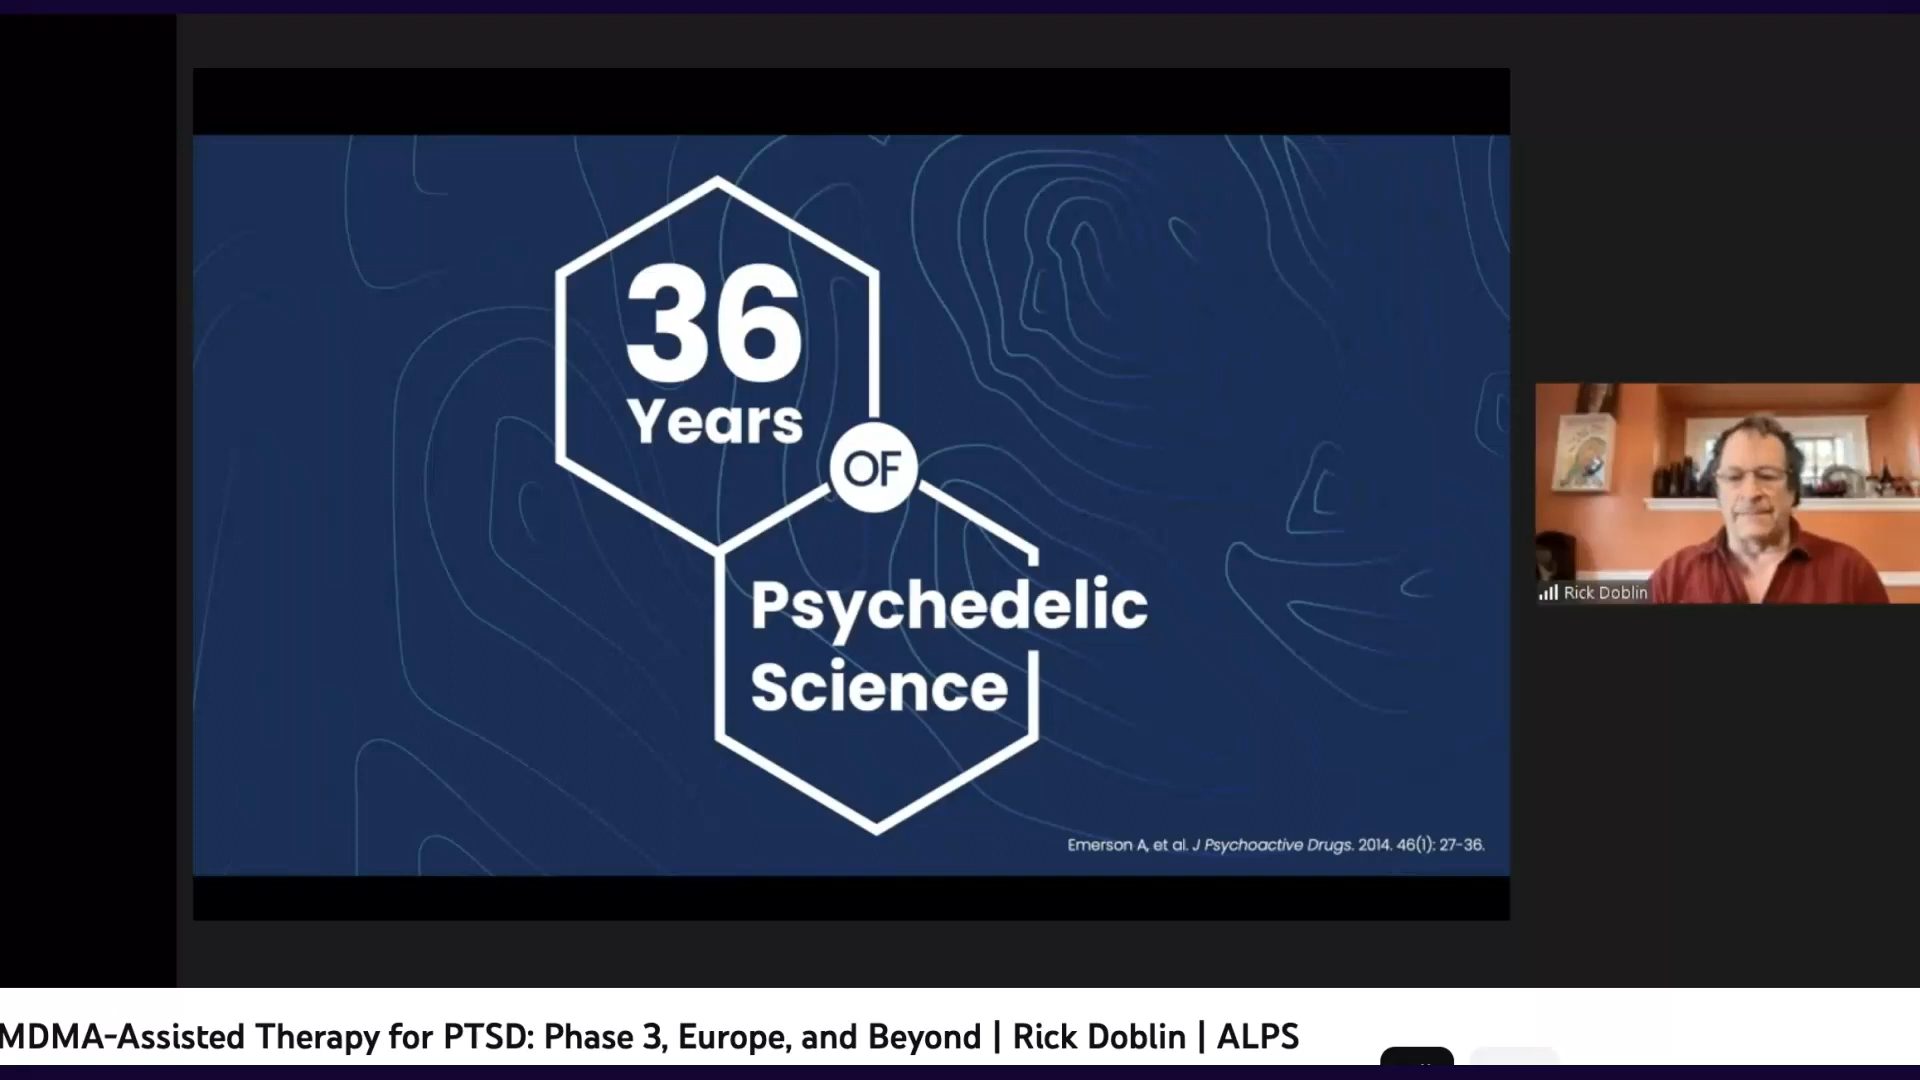 36
Years
OF
Psychedelic
Science
Emerson A, et al. J Psychoactive Drugs. 2014. 46(1): 27-36.
Rick Doblin
MDMA-Assisted Therapy for PTSD: Phase 3, Europe, and Beyond | Rick Doblin | ALPS